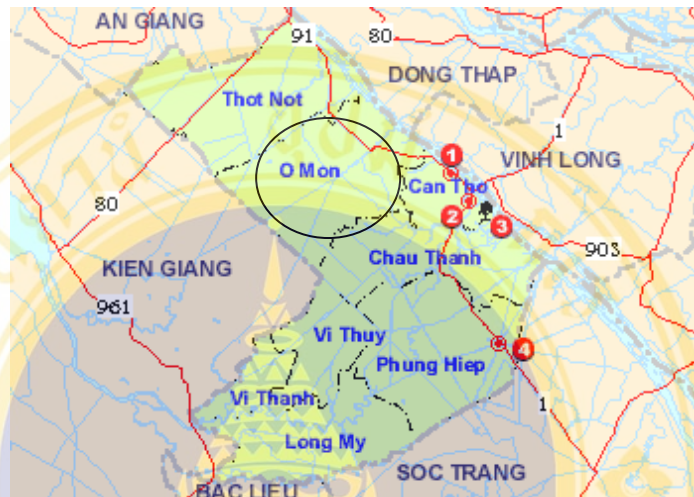 AN GIANG
91
80
DONG THAP
Thot Not
1
1
VINH LONG
O Mon
Can Tho
80
2
3
903
Chau Thanh
KIEN GIANG
961
Vi Thuy
4
Phung Hiep
Vi Thanh
1
Long My
SOC TRANG
BAC LIEU